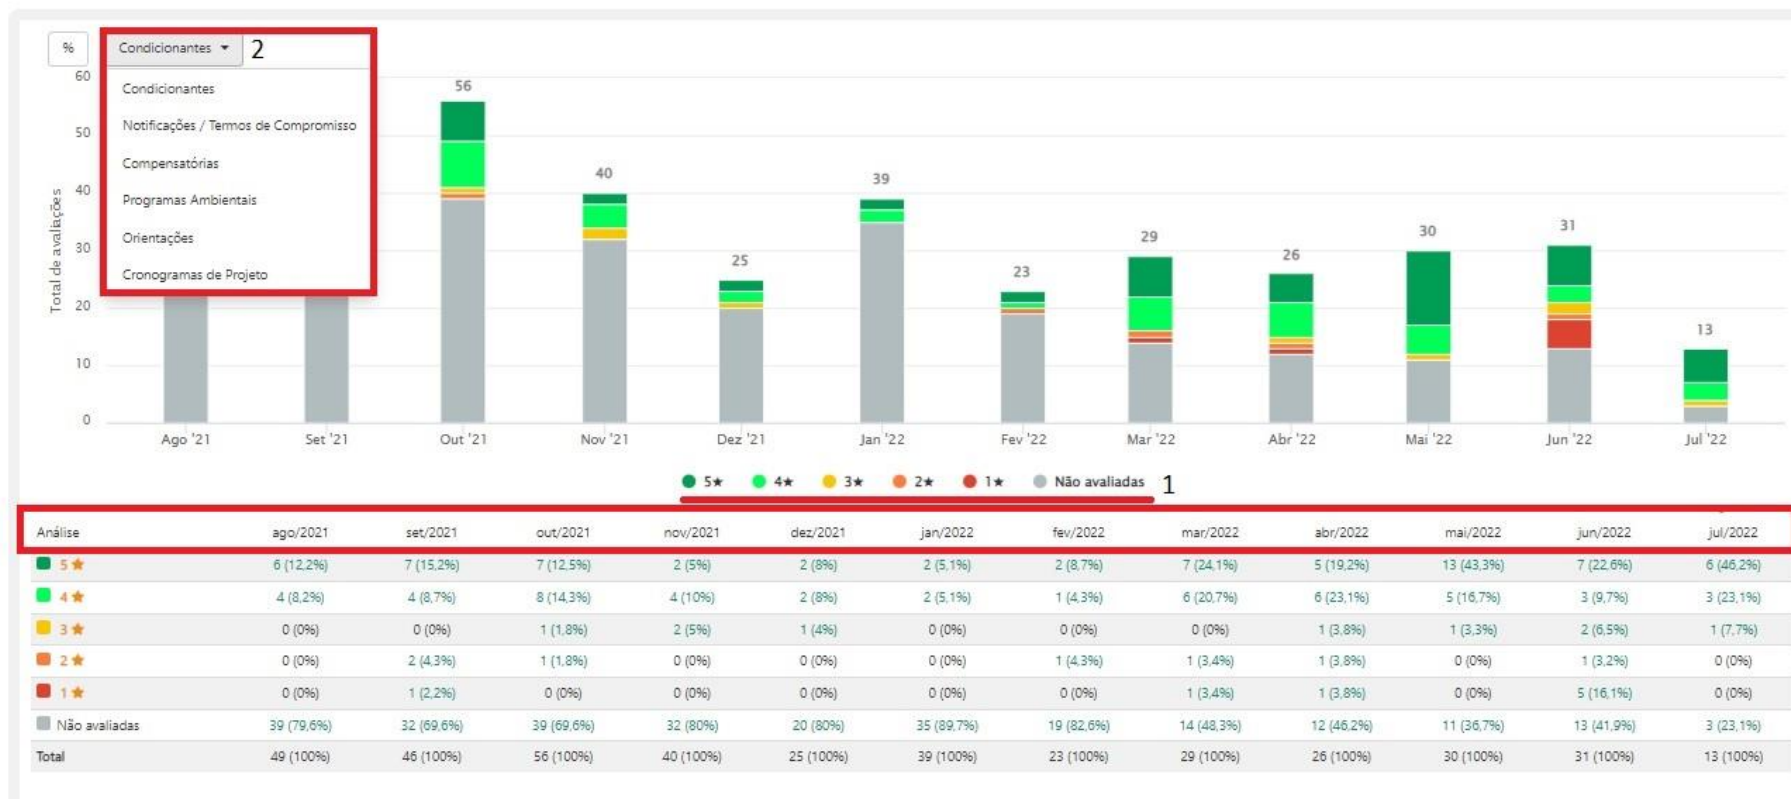 % Condicionantes 2
Condicionantes
Notificações / Termos de Compromisso
Compensatórias
Programas Ambientais
Orientações
Cronogramas de Projeto
Total de avaliações
60
50
40
30
20
10
0
56
40
25
39
23
29
26
30
31
13
Ago '21 Set '21 Out '21 Nov '21 Dez '21 Jan '22 Fev '22 Mar '22 Abr '22 Mai '22 Jun '22 Jul '22
5★ 4★ 3★ 2★ 1★ Não avaliadas 1
Análise ago/2021 set/2021 out/2021 nov/2021 dez/2021 jan/2022 fev/2022 mar/2022 abr/2022 mai/2022 jun/2022 jul/2022
5★ 6 (12,2%) 7 (15,2%) 7 (12,5%) 2 (5%) 2 (8%) 2 (5,1%) 2 (8,7%) 7 (24,1%) 5 (19,2%) 13 (43,3%) 7 (22,6%) 6 (46,2%)
4★ 4 (8,2%) 4 (8,7%) 8 (14,3%) 4 (10%) 2 (8%) 2 (5,1%) 1 (4,3%) 6 (20,7%) 6 (23,1%) 5 (16,7%) 3 (9,7%) 3 (23,1%)
3★ 0 (0%) 0 (0%) 1 (1,8%) 2 (5%) 1 (4%) 0 (0%) 0 (0%) 0 (0%) 1 (3,8%) 1 (3,3%) 2 (6,5%) 1 (7,7%)
2★ 0 (0%) 2 (4,3%) 1 (1,8%) 0 (0%) 0 (0%) 0 (0%) 1 (4,3%) 1 (3,4%) 1 (3,8%) 0 (0%) 1 (3,2%) 0 (0%)
1★ 0 (0%) 1 (2,2%) 0 (0%) 0 (0%) 0 (0%) 0 (0%) 0 (0%) 1 (3,4%) 1 (3,8%) 0 (0%) 5 (16,1%) 0 (0%)
Não avaliadas 39 (79,6%) 32 (69,6%) 39 (69,6%) 32 (80%) 20 (80%) 35 (89,7%) 19 (82,6%) 14 (48,3%) 12 (46,2%) 11 (36,7%) 13 (41,9%) 3 (23,1%)
Total 49 (100%) 46 (100%) 56 (100%) 40 (100%) 25 (100%) 39 (100%) 23 (100%) 29 (100%) 26 (100%) 30 (100%) 31 (100%) 13 (100%)